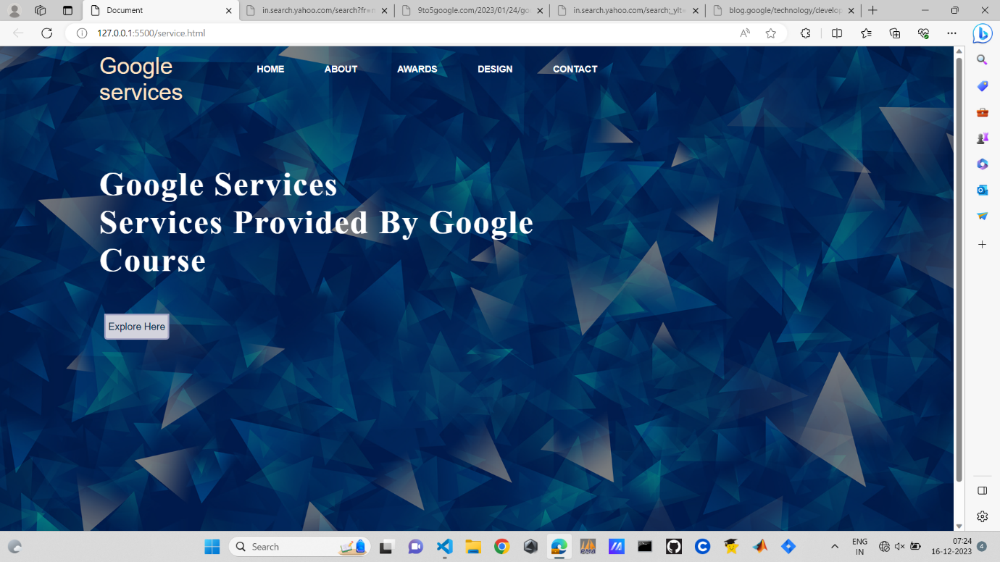 Document
in.search.yahoo.com/search?fr=m
9to5google.com/2023/01/24/goo
in.search.yahoo.com/search;_ylt=
blog.google/technology/develop
127.0.0.1:5500/service.html
Google
services
HOME ABOUT AWARDS DESIGN CONTACT
Google Services
Services Provided By Google
Course
Explore Here
Search
ENG
IN
07:24
16-12-2023
4